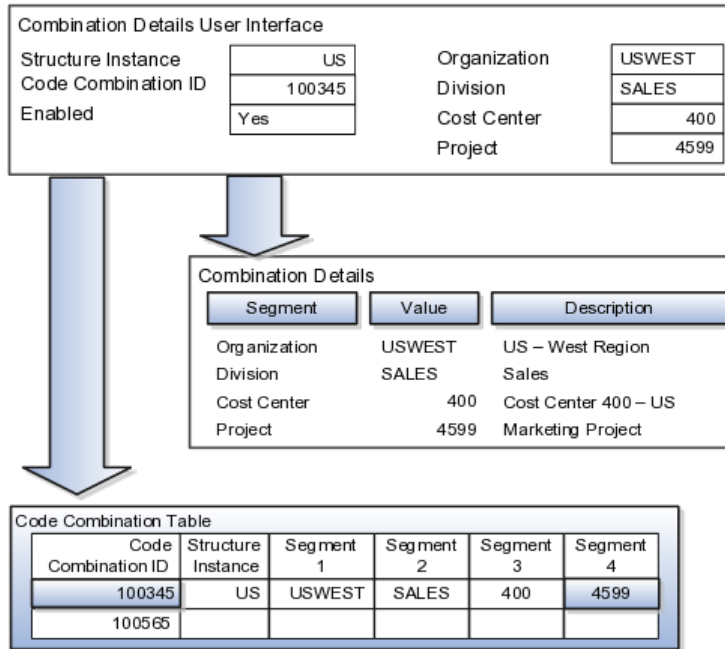 Combination Details User Interface
Structure Instance US
Code Combination ID 100345
Enabled Yes
Organization USWEST
Division SALES
Cost Center 400
Project 4599
Combination Details
Segment Value Description
Organization USWEST US – West Region
Division SALES Sales
Cost Center 400 Cost Center 400 – US
Project 4599 Marketing Project
Code Combination Table
Code Combination ID Structure Instance Segment 1 Segment 2 Segment 3 Segment 4
100345 US USWEST SALES 400 4599
100565